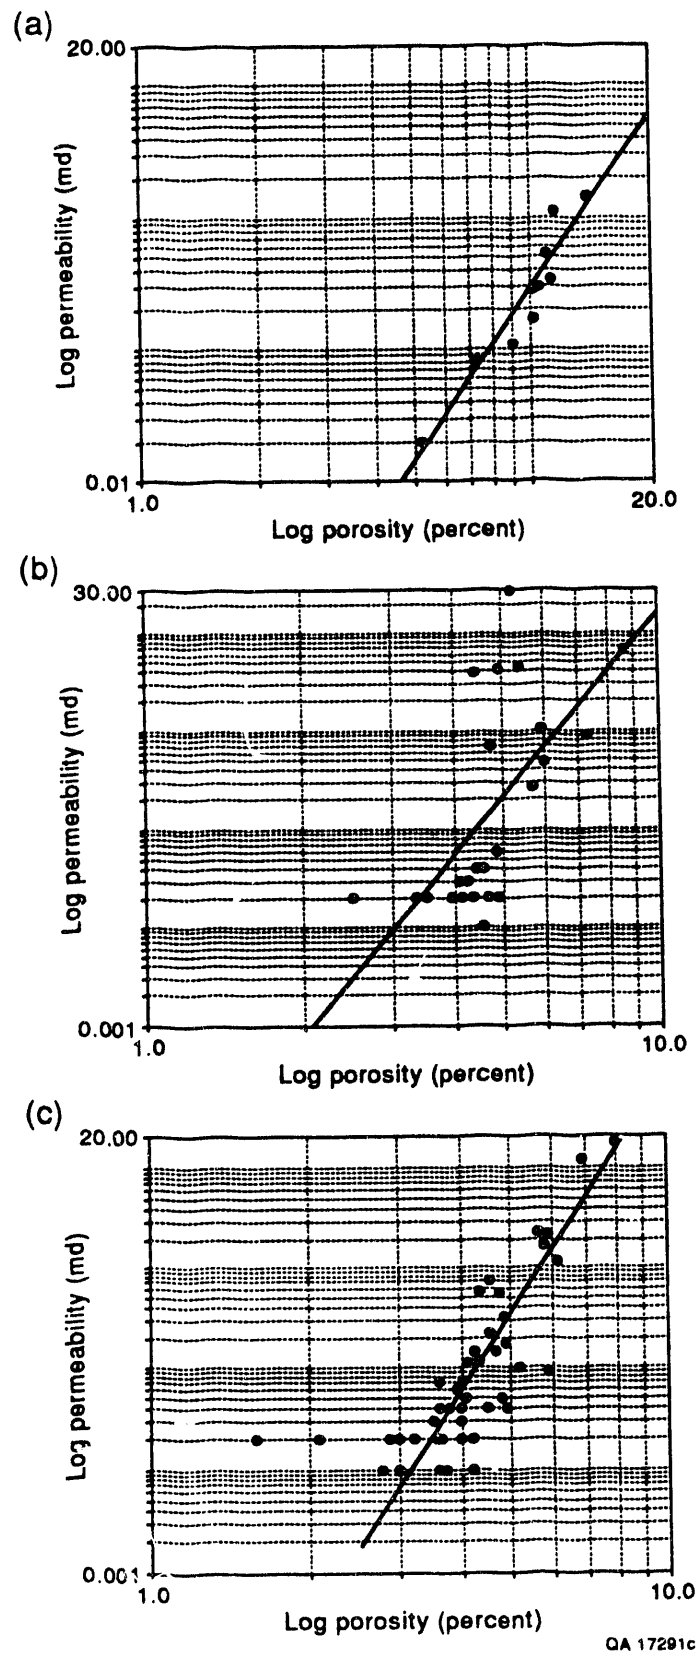 (a)
20.00
Log permeability (md)
0.01
1.0
20.0
Log porosity (percent)
(b)
30.00
Log permeability (md)
0.001
1.0
10.0
Log porosity (percent)
(c)
20.00
Log permeability (md)
0.001
1.0
10.0
Log porosity (percent)
QA 17291c